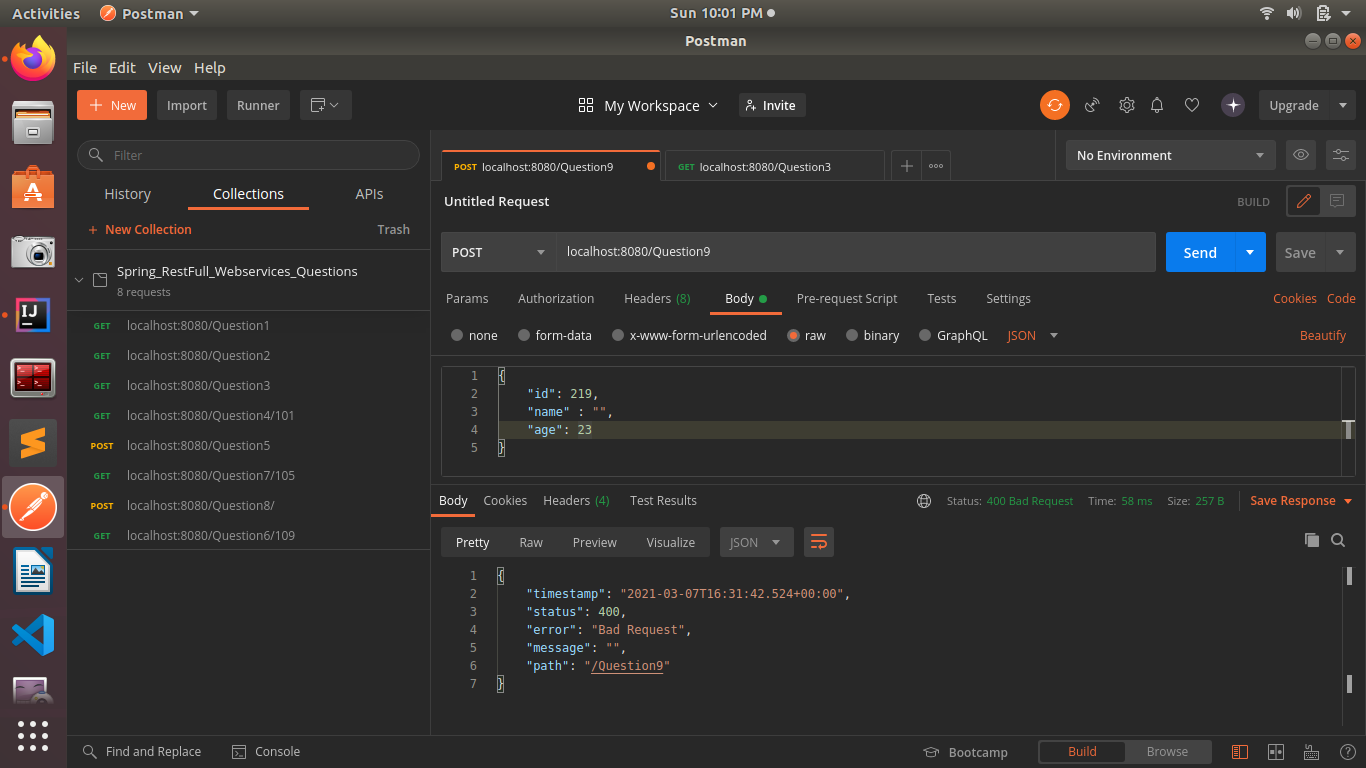 Activities Postman Sun 10:01 PM
Postman
File Edit View Help
+ New Import Runner My Workspace Invite Upgrade
Filter
History Collections APIs
+ New Collection Trash
Spring_RestFull_Webservices_Questions
8 requests
GET localhost:8080/Question1
GET localhost:8080/Question2
GET localhost:8080/Question3
GET localhost:8080/Question4/101
POST localhost:8080/Question5
GET localhost:8080/Question7/105
POST localhost:8080/Question8/
GET localhost:8080/Question6/109
POST localhost:8080/Question9 GET localhost:8080/Question3 No Environment
Untitled Request BUILD
POST localhost:8080/Question9 Send Save
Params Authorization Headers (8) Body Pre-request Script Tests Settings Cookies Code
none form-data x-www-form-urlencoded raw binary GraphQL JSON Beautify
1 {
2 "id": 219,
3 "name" : "",
4 "age": 23
5 }
Body Cookies Headers (4) Test Results Status: 400 Bad Request Time: 58 ms Size: 257 B Save Response
Pretty Raw Preview Visualize JSON
1 {
2 "timestamp": "2021-03-07T16:31:42.524+00:00",
3 "status": 400,
4 "error": "Bad Request",
5 "message": "",
6 "path": "/Question9"
7 }
Find and Replace Console Bootcamp Build Browse